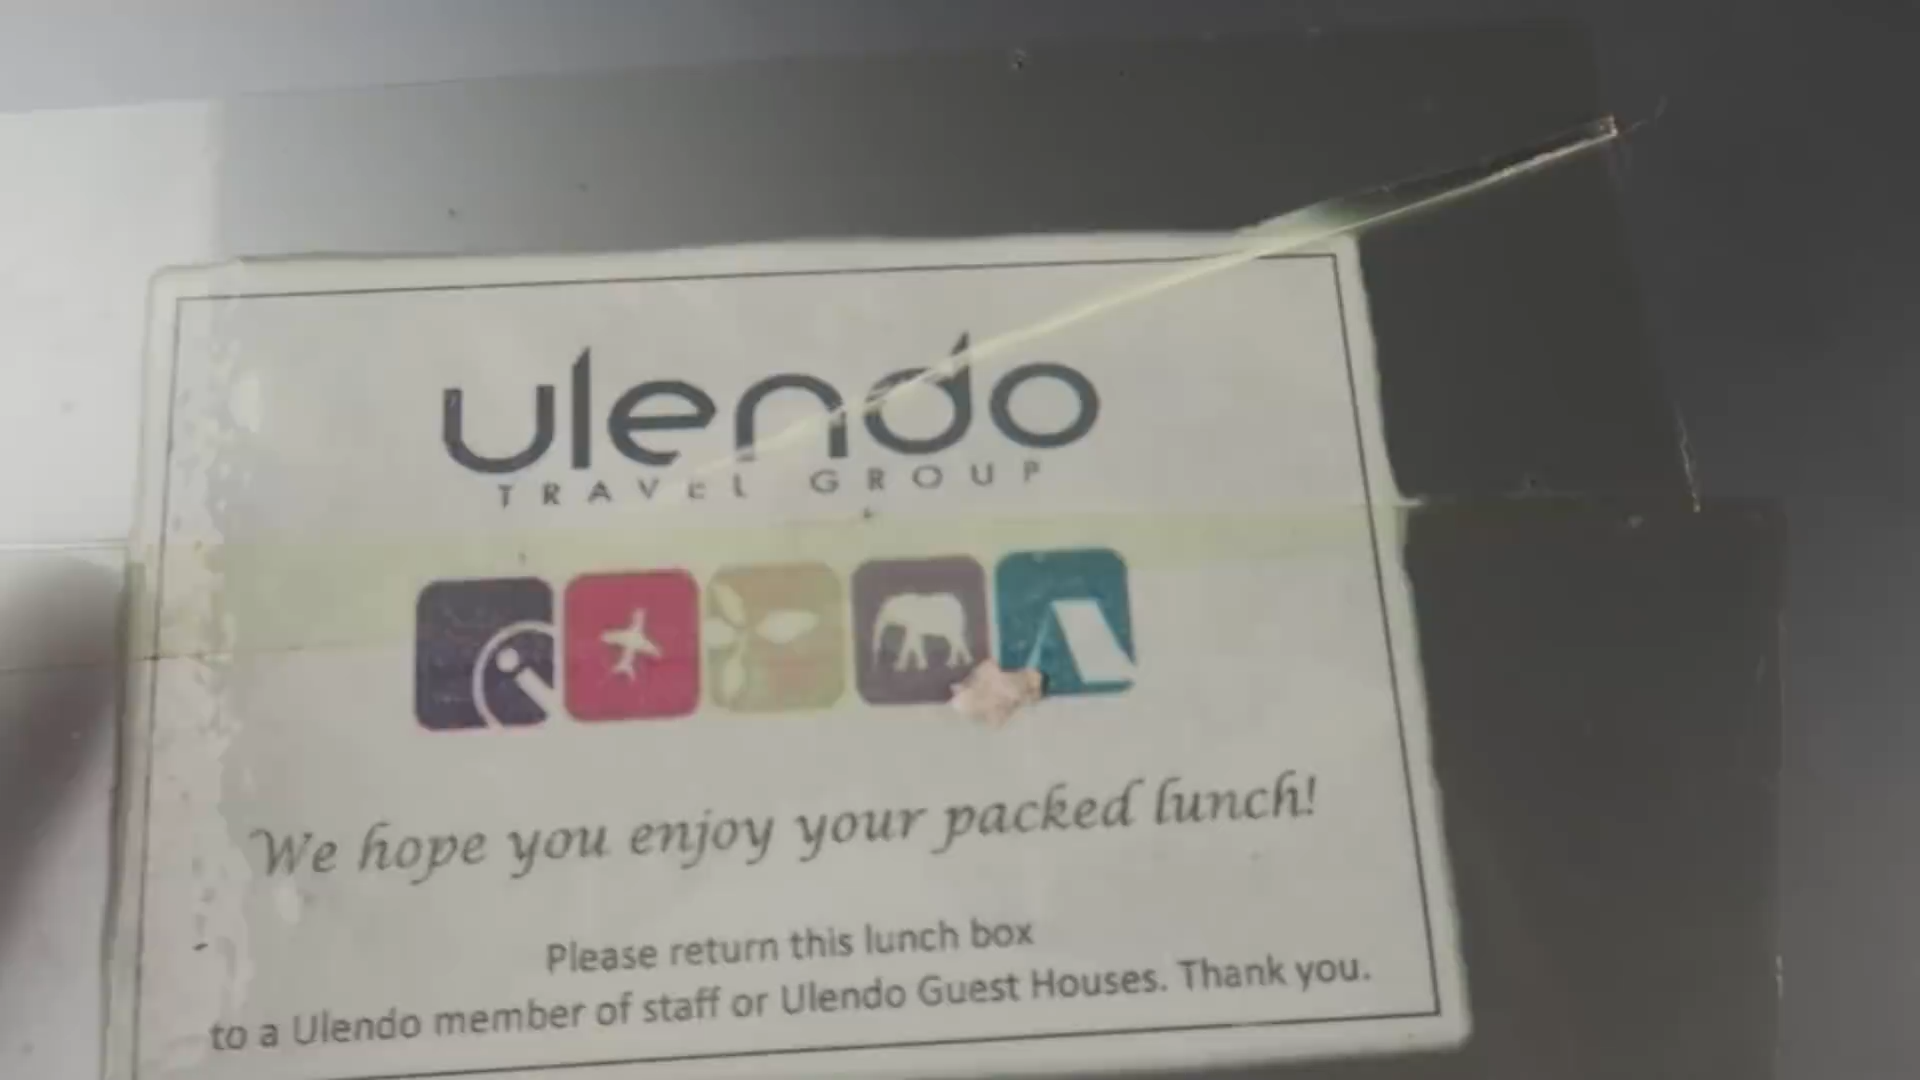 ulendo
TRAVEL GROUP
We hope you enjoy your packed lunch!
Please return this lunch box
to a Ulendo member of staff or Ulendo Guest Houses. Thank you.